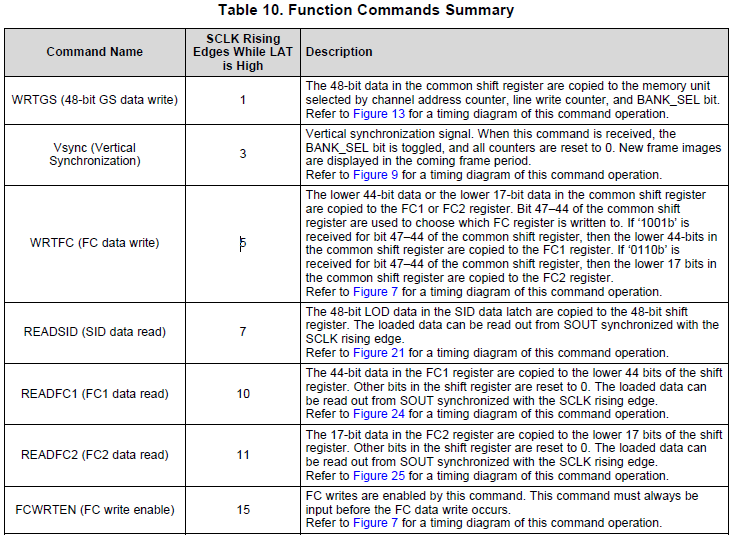 Table 10. Function Commands Summary
Command Name
SCLK Rising
Edges While LAT
is High
Description
WRTGS (48-bit GS data write)
1
The 48-bit data in the common shift register are copied to the memory unit
selected by channel address counter, line write counter, and BANK_SEL bit.
Refer to Figure 13 for a timing diagram of this command operation.
Vsync (Vertical
Synchronization)
3
Vertical synchronization signal. When this command is received, the
BANK_SEL bit is toggled, and all counters are reset to 0. New frame images
are displayed in the coming frame period.
Refer to Figure 9 for a timing diagram of this command operation.
WRTFC (FC data write)
5
The lower 44-bit data or the lower 17-bit data in the common shift register
are copied to the FC1 or FC2 register. Bit 47–44 of the common shift
register are used to choose which FC register is written to. If ‘1001b’ is
received for bit 47–44 of the common shift register, then the lower 44-bits in
the common shift register are copied to the FC1 register. If ‘0110b’ is
received for bit 47–44 of the common shift register, then the lower 17 bits in
the common shift register are copied to the FC2 register.
Refer to Figure 7 for a timing diagram of this command operation.
READSID (SID data read)
7
The 48-bit LOD data in the SID data latch are copied to the 48-bit shift
register. The loaded data can be read out from SOUT synchronized with the
SCLK rising edge.
Refer to Figure 21 for a timing diagram of this command operation.
READFC1 (FC1 data read)
10
The 44-bit data in the FC1 register are copied to the lower 44 bits of the shift
register. Other bits in the shift register are reset to 0. The loaded data can
be read out from SOUT synchronized with the SCLK rising edge.
Refer to Figure 24 for a timing diagram of this command operation.
READFC2 (FC2 data read)
11
The 17-bit data in the FC2 register are copied to the lower 17 bits of the shift
register. Other bits in the shift register are reset to 0. The loaded data can
be read out from SOUT synchronized with the SCLK rising edge.
Refer to Figure 25 for a timing diagram of this command operation.
FCWRTEN (FC write enable)
15
FC writes are enabled by this command. This command must always be
input before the FC data write occurs.
Refer to Figure 7 for a timing diagram of this command operation.